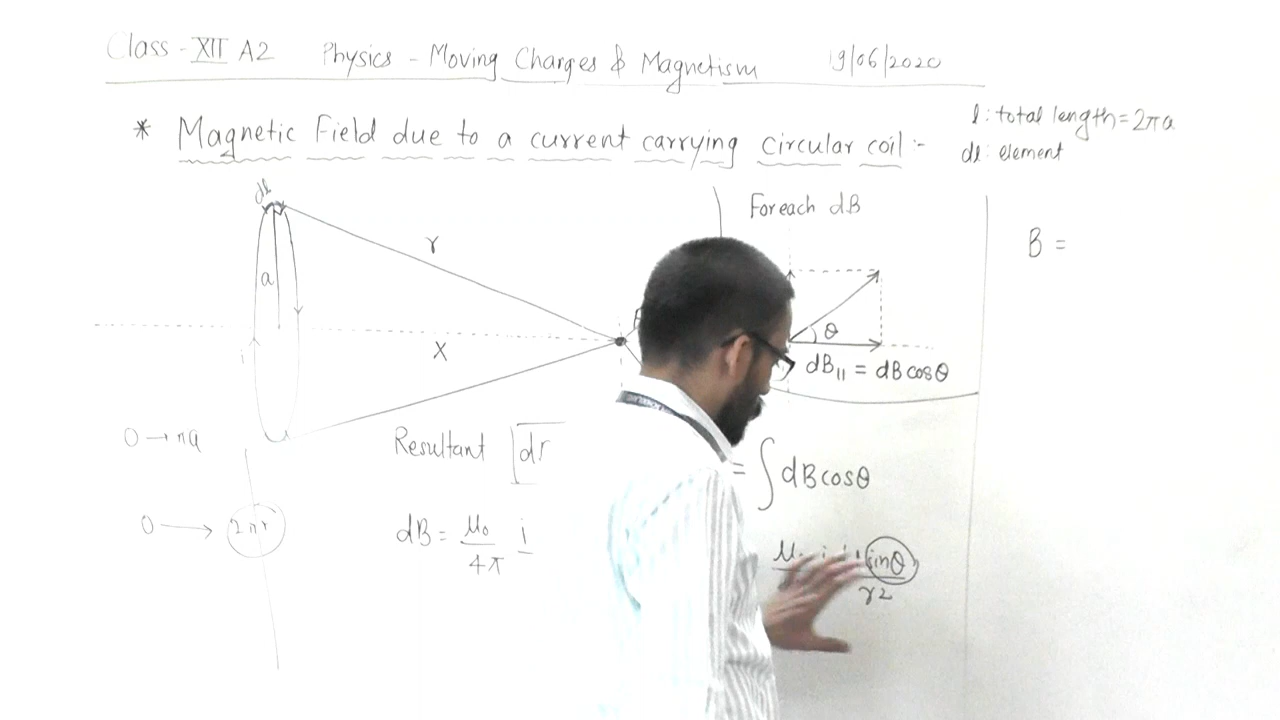 Class - XII A2 Physics - Moving Charges & Magnetism 19/06/2020
* Magnetic Field due to a current carrying circular coil :-
l : total length = 2πa
dl : element
dl
r
a
i
x
For each dB
θ
dB|| = dB cosθ
B =
0 → πa
0 → 2πr
Resultant
dB = μ₀ i
4π
= ∫ dB cosθ
sinθ
r2